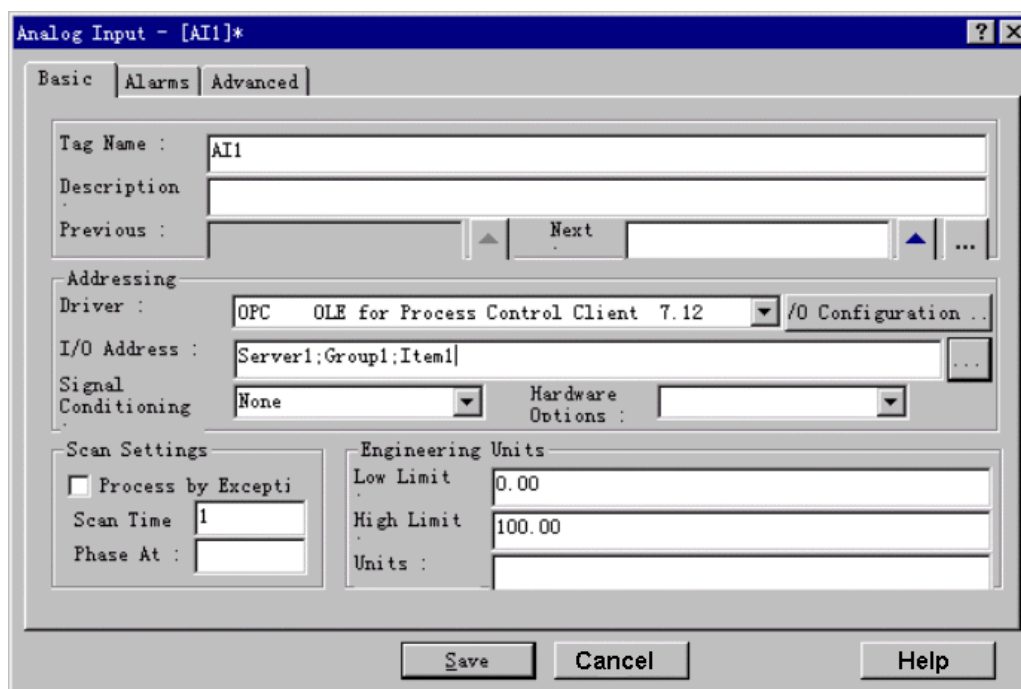 Analog Input - [AI1]*
Basic Alarms Advanced
Tag Name : AI1
Description
Previous : Next ...
Addressing
Driver : OPC OLE for Process Control Client 7.12 /O Configuration ..
I/O Address : Server1;Group1;Item1 ...
Signal Conditioning None Hardware Options :
Scan Settings
Process by Excepti
Scan Time 1
Phase At :
Engineering Units
Low Limit 0.00
High Limit 100.00
Units :
Save Cancel Help